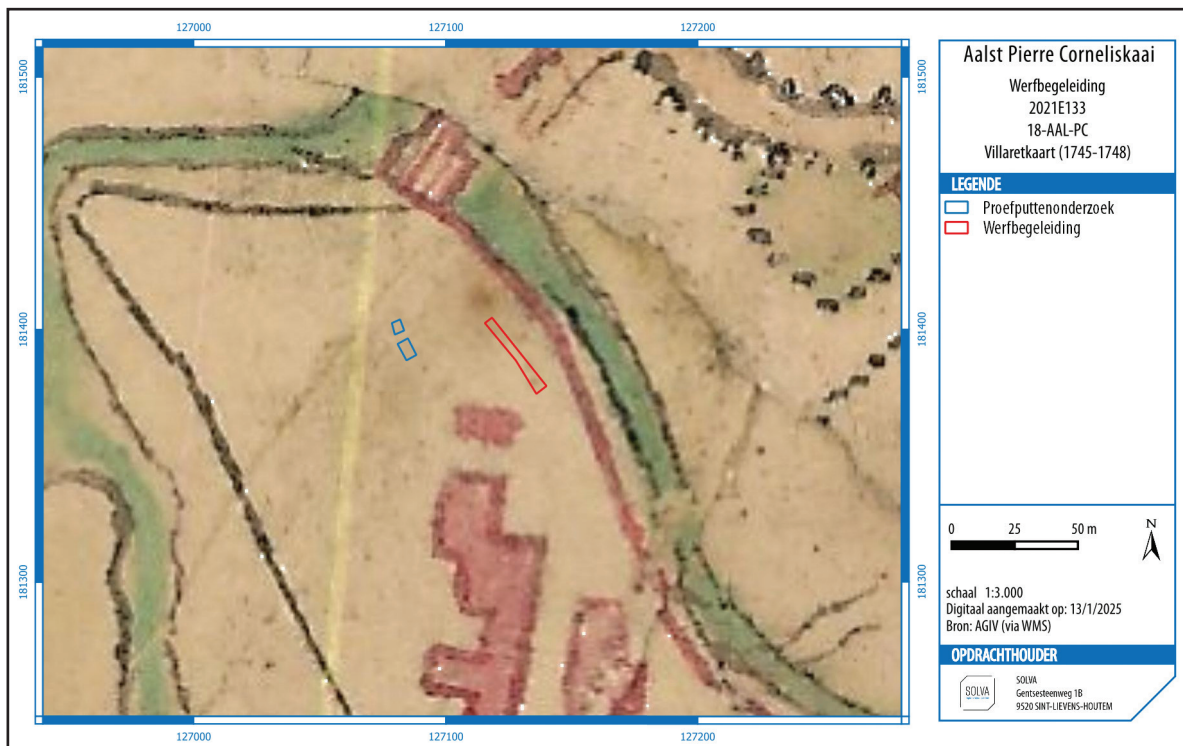 127000
127100
127200
181500
181400
181300
181500
181400
181300
127000
127100
127200
Aalst Pierre Corneliskaai
Werfbegeleiding
2021E133
18-AAL-PC
Villaretkaart (1745-1748)
LEGENDE
Proefputtenonderzoek
Werfbegeleiding
0 25 50 m
N
schaal 1:3.000
Digitaal aangemaakt op: 13/1/2025
Bron: AGIV (via WMS)
OPDRACHTHOUDER
SOLVA
SOLVA
Gentsesteenweg 1B
9520 SINT-LIEVENS-HOUTEM